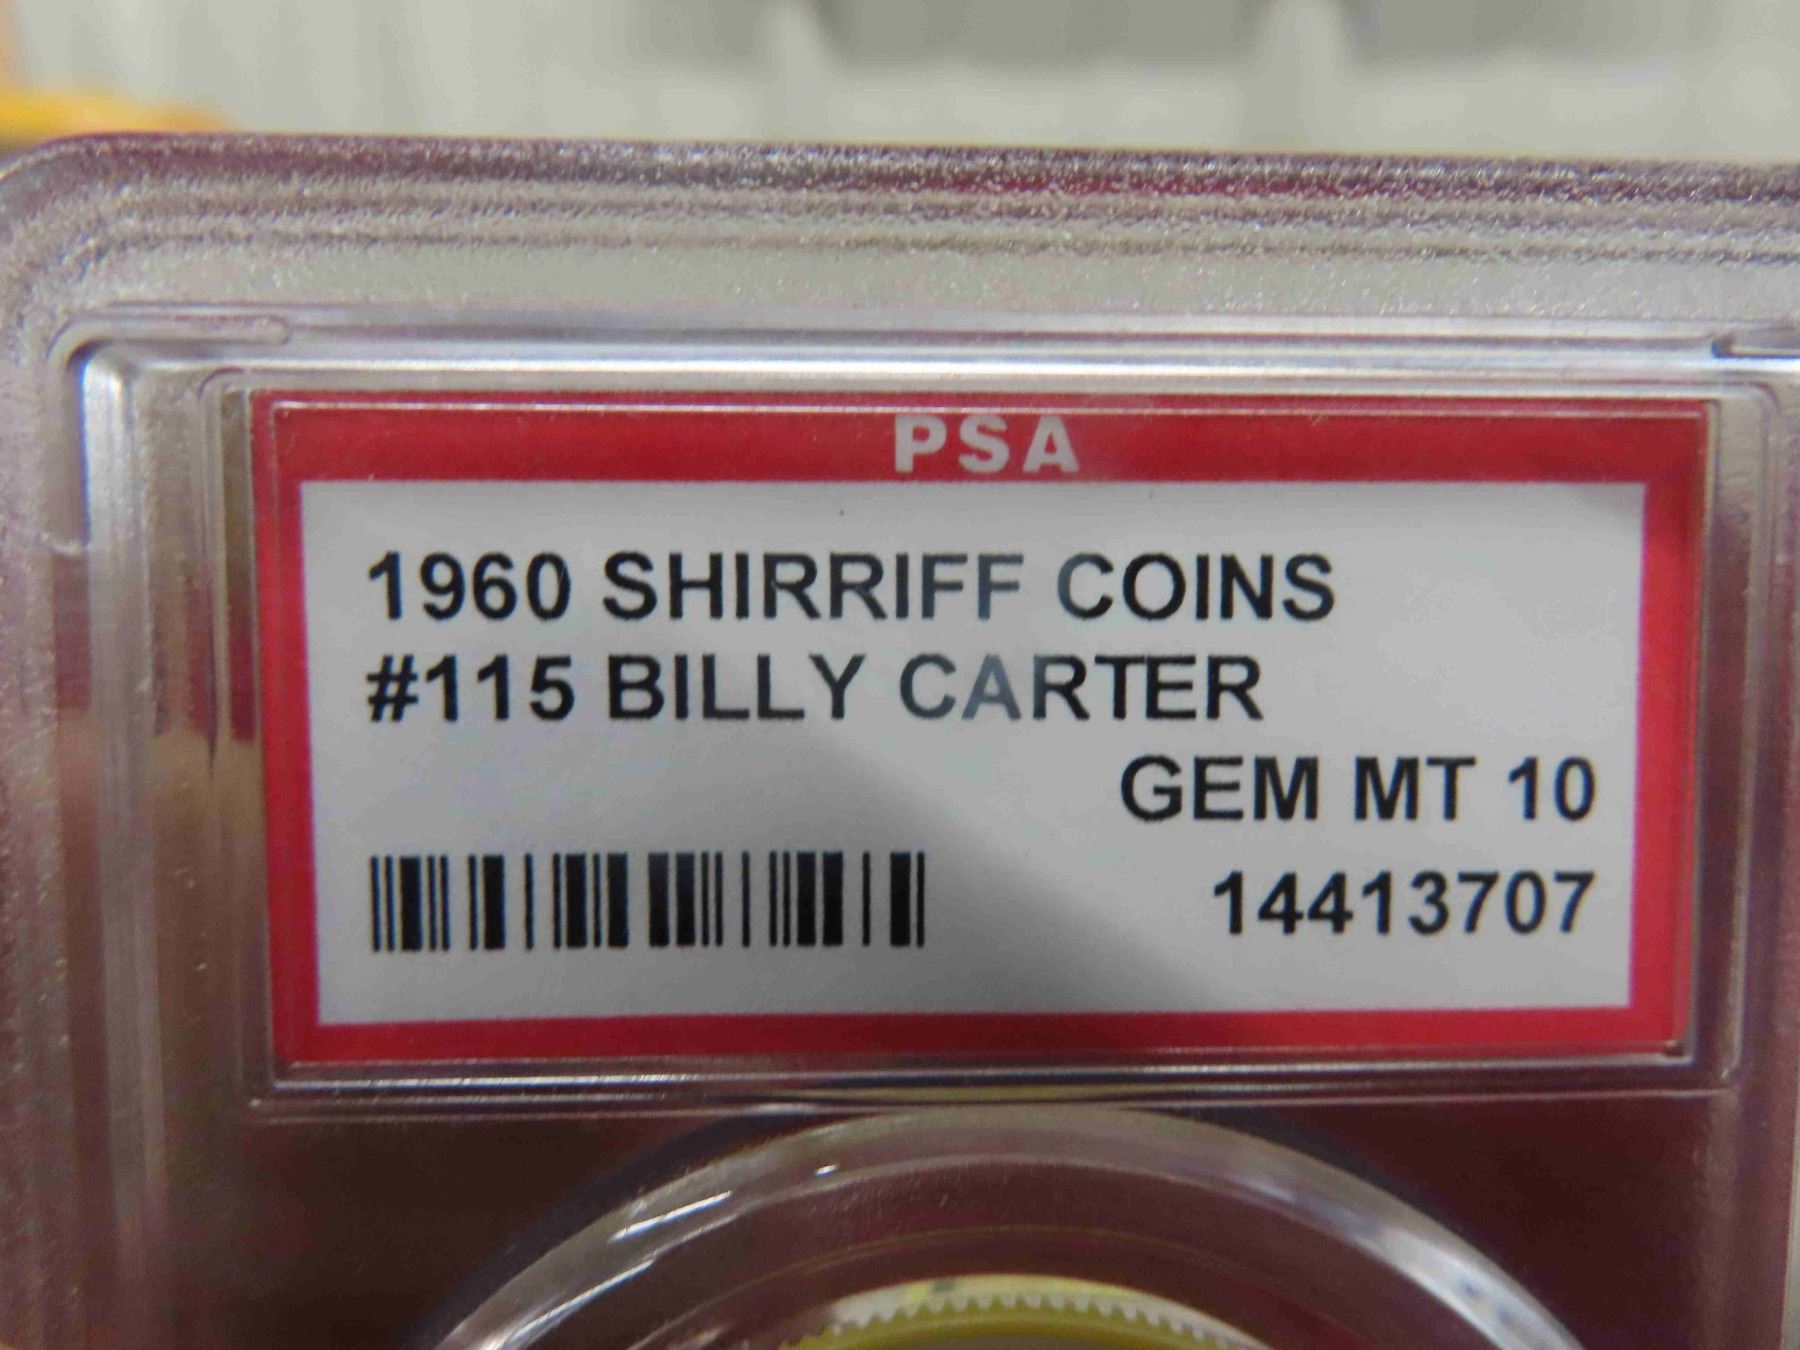 PSA
1960 SHIRRIFF COINS
#115 BILLY CARTER
GEM MT 10
14413707